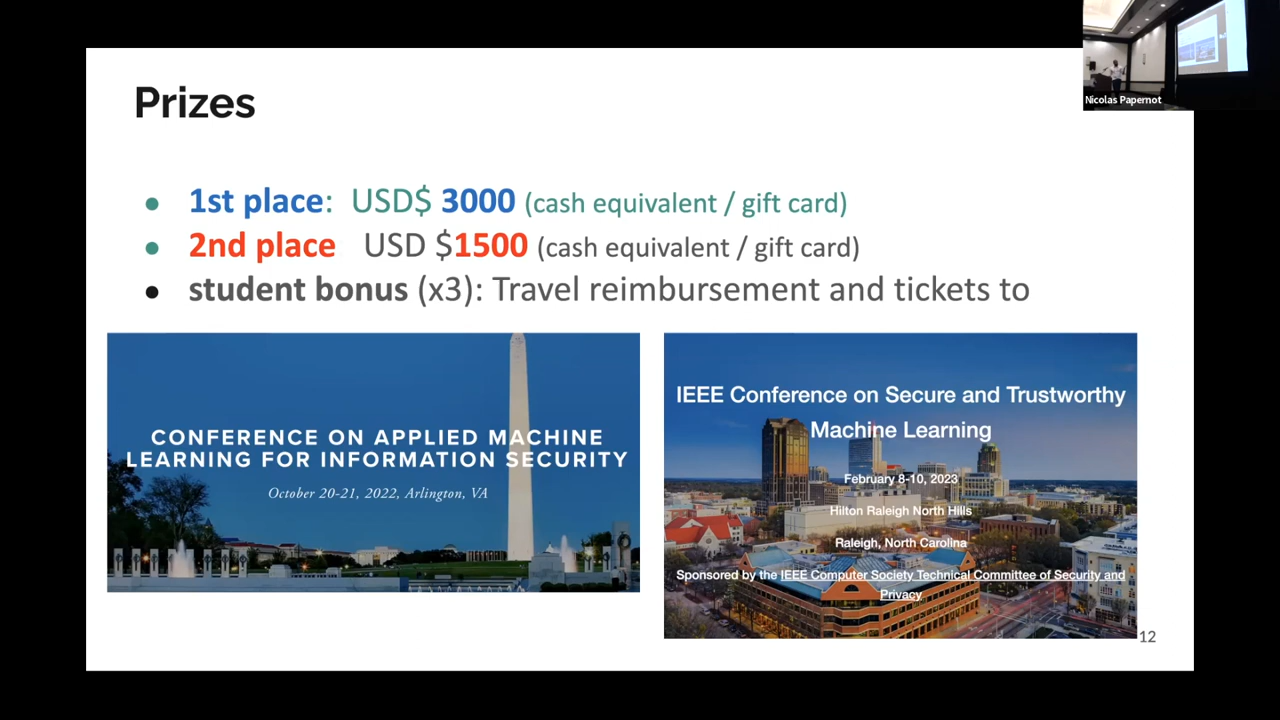 Nicolas Papernot
Prizes
● 1st place: USD$ 3000 (cash equivalent / gift card)
● 2nd place USD $1500 (cash equivalent / gift card)
● student bonus (x3): Travel reimbursement and tickets to
CONFERENCE ON APPLIED MACHINE
LEARNING FOR INFORMATION SECURITY
October 20-21, 2022, Arlington, VA
IEEE Conference on Secure and Trustworthy
Machine Learning
February 8-10, 2023
Hilton Raleigh North Hills
Raleigh, North Carolina
Sponsored by the IEEE Computer Society Technical Committee of Security and
Privacy
12